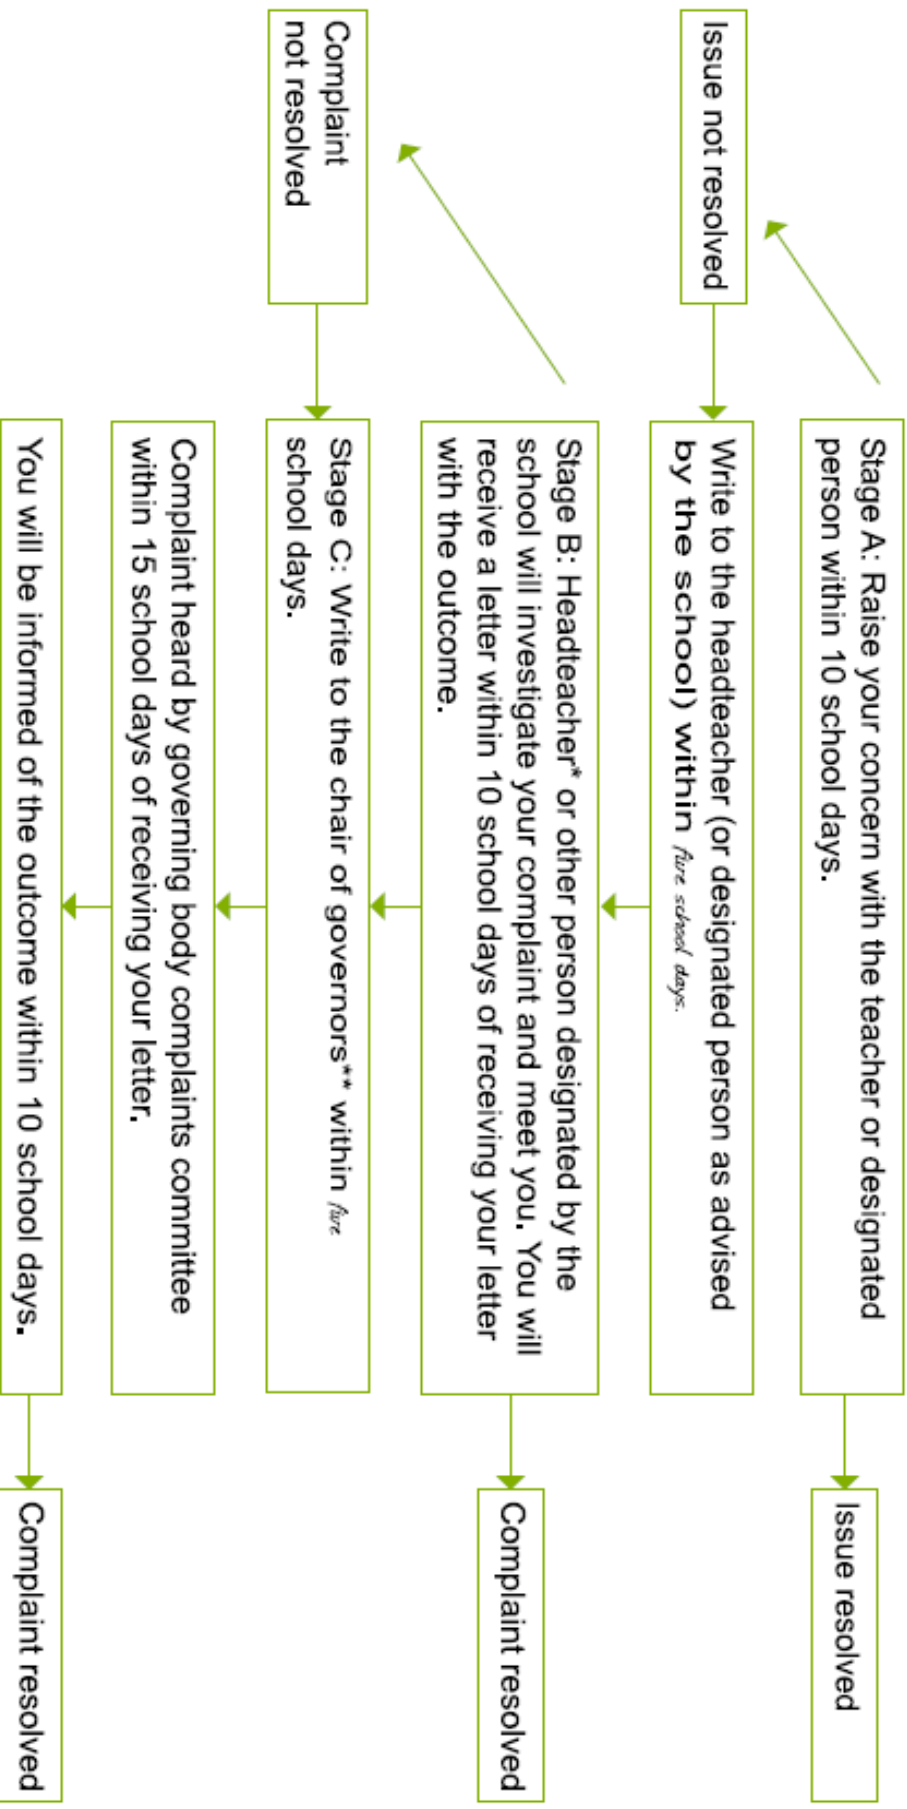 Stage A: Raise your concern with the teacher or designated
person within 10 school days.
Issue resolved
Issue not resolved
Write to the headteacher (or designated person as advised
by the school) within five school days.
Stage B: Headteacher* or other person designated by the
school will investigate your complaint and meet you. You will
receive a letter within 10 school days of receiving your letter
with the outcome.
Complaint resolved
Complaint
not resolved
Stage C: Write to the chair of governors** within five
school days.
Complaint heard by governing body complaints committee
within 15 school days of receiving your letter.
You will be informed of the outcome within 10 school days.
Complaint resolved